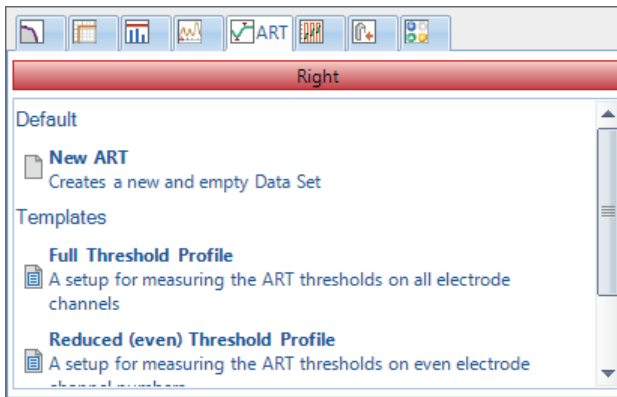 ART
Right
Default
New ART
Creates a new and empty Data Set
Templates
Full Threshold Profile
A setup for measuring the ART thresholds on all electrode
channels
Reduced (even) Threshold Profile
A setup for measuring the ART thresholds on even electrode
channel numbers